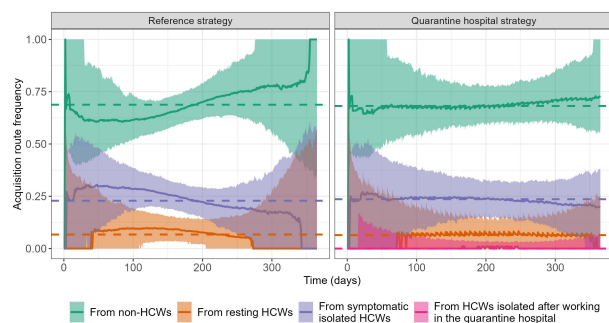 Reference strategy
Quarantine hospital strategy
Acquisition route frequency
1.00
0.75
0.50
0.25
0.00
0
100
200
300
0
100
200
300
Time (days)
From non-HCWs
From resting HCWs
From symptomatic
isolated HCWs
From HCWs isolated after working
in the quarantine hospital